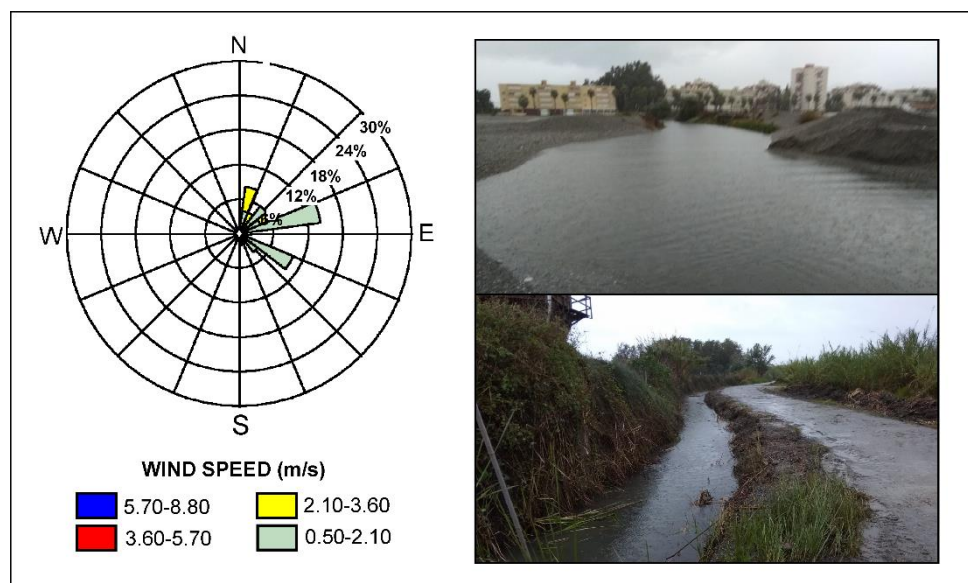 N
30%
24%
18%
12%
6%
W
E
S
WIND SPEED (m/s)
5.70-8.80
2.10-3.60
3.60-5.70
0.50-2.10